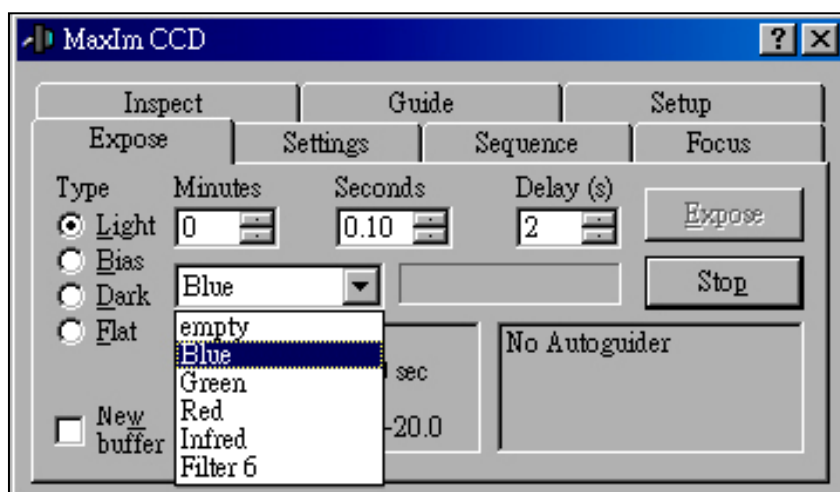 MaxIm CCD
Inspect Guide Setup
Expose Settings Sequence Focus
Type Minutes Seconds Delay (s)
Light 0 0.10 2 Expose
Bias
Dark Blue Stop
Flat empty
Blue No Autoguider
Green sec
Red
New buffer Infred -20.0
Filter 6